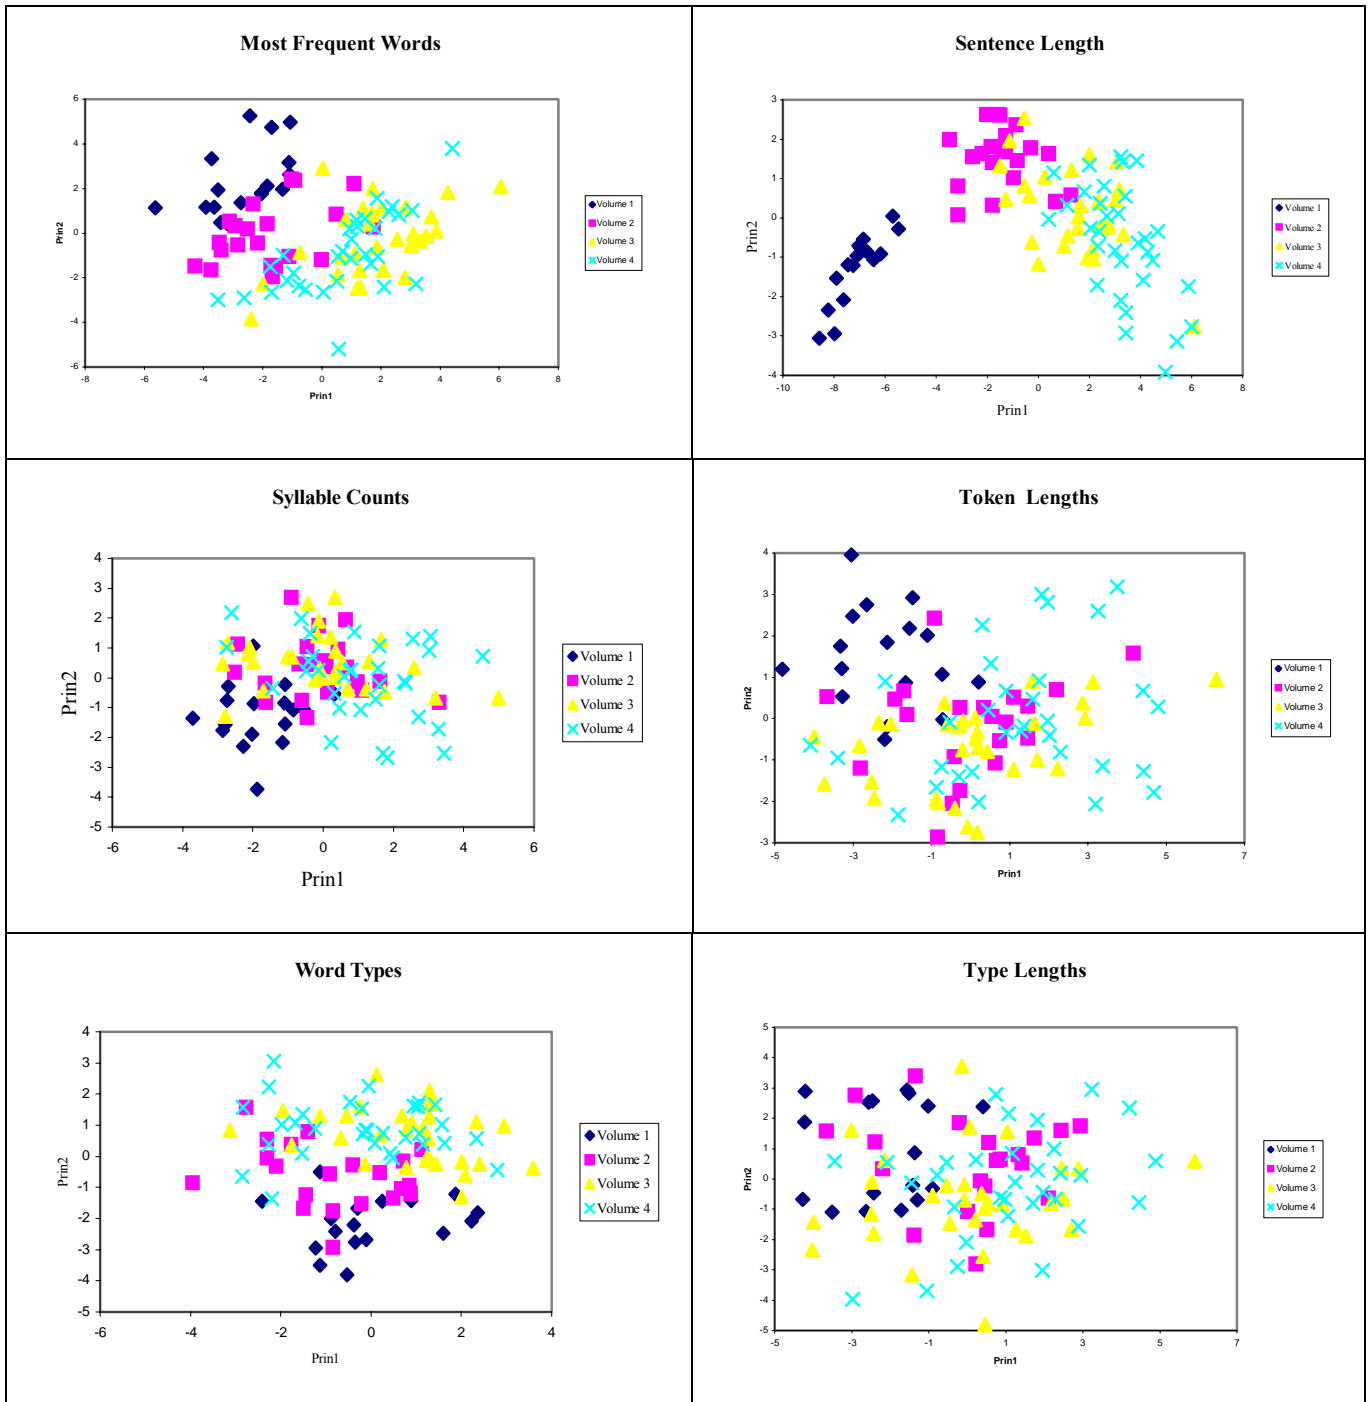 Most Frequent Words
6
4
2
0
-2
-4
-6
-8
-6
-4
-2
0
2
4
6
8
Prin1
Prin2
Volume 1
Volume 2
Volume 3
Volume 4
Sentence Length
3
2
1
0
-1
-2
-3
-4
-10
-8
-6
-4
-2
0
2
4
6
8
Prin1
Prin2
Volume 1
Volume 2
Volume 3
Volume 4
Syllable Counts
4
3
2
1
0
-1
-2
-3
-4
-5
-6
-4
-2
0
2
4
6
Prin1
Prin2
Volume 1
Volume 2
Volume 3
Volume 4
Token Lengths
4
3
2
1
0
-1
-2
-3
-5
-3
-1
1
3
5
7
Prin1
Prin2
Volume 1
Volume 2
Volume 3
Volume 4
Word Types
4
3
2
1
0
-1
-2
-3
-4
-5
-6
-4
-2
0
2
4
Prin1
Prin2
Volume 1
Volume 2
Volume 3
Volume 4
Type Lengths
5
4
3
2
1
0
-1
-2
-3
-4
-5
-5
-3
-1
1
3
5
7
Prin1
Prin2
Volume 1
Volume 2
Volume 3
Volume 4